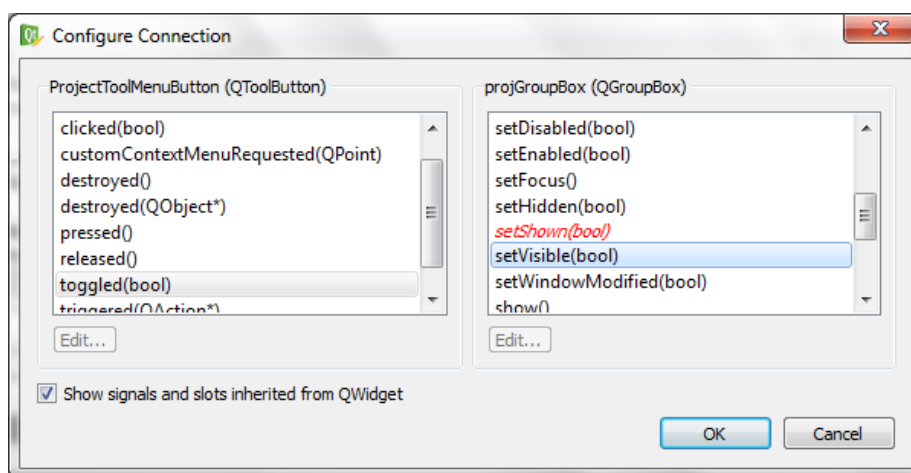 Configure Connection
ProjectToolMenuButton (QToolButton)
clicked(bool)
customContextMenuRequested(QPoint)
destroyed()
destroyed(QObject*)
pressed()
released()
toggled(bool)
triggered(QAction*)
Edit...
projGroupBox (QGroupBox)
setDisabled(bool)
setEnabled(bool)
setFocus()
setHidden(bool)
setShown(bool)
setVisible(bool)
setWindowModified(bool)
show()
Edit...
Show signals and slots inherited from QWidget
OK
Cancel